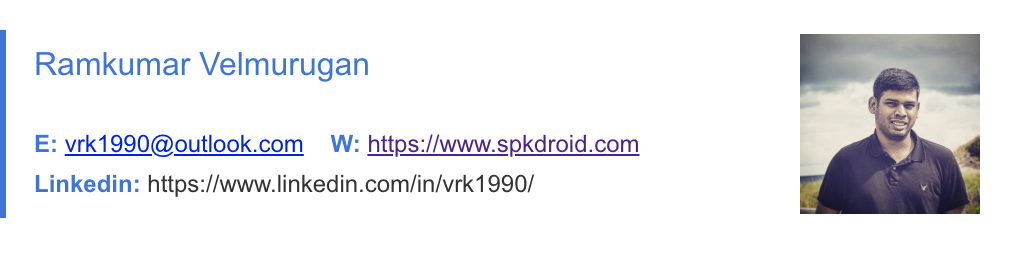 Ramkumar Velmurugan
E: vrk1990@outlook.com W: https://www.spkdroid.com
Linkedin: https://www.linkedin.com/in/vrk1990/